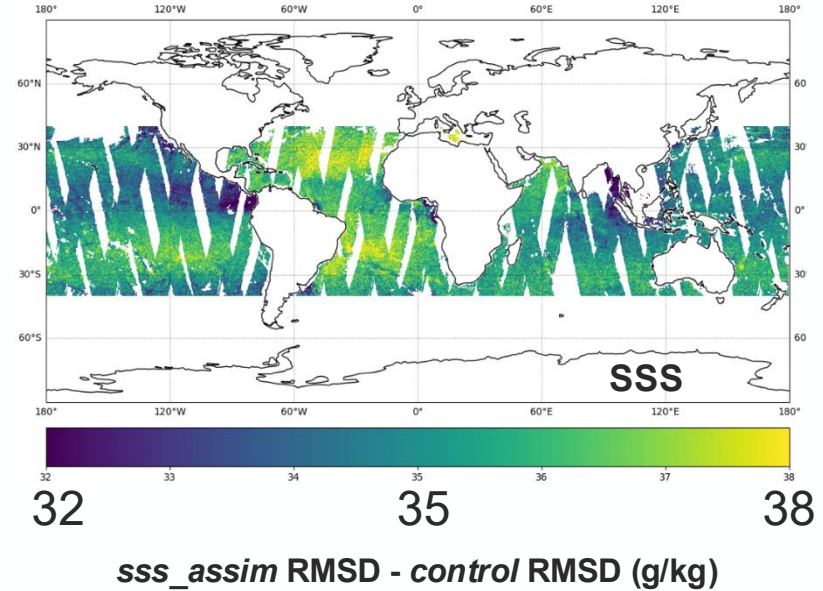 180° 120°W 60°W 0° 60°E 120°E 180°
60°N 60
30°N 30
0° 0°
30°S 30
60°S 60
SSS
180° 120°W 60°W 0° 60°E 120°E 180°
32 33 34 35 36 37 38
32 35 38
sss_assim RMSD - control RMSD (g/kg)